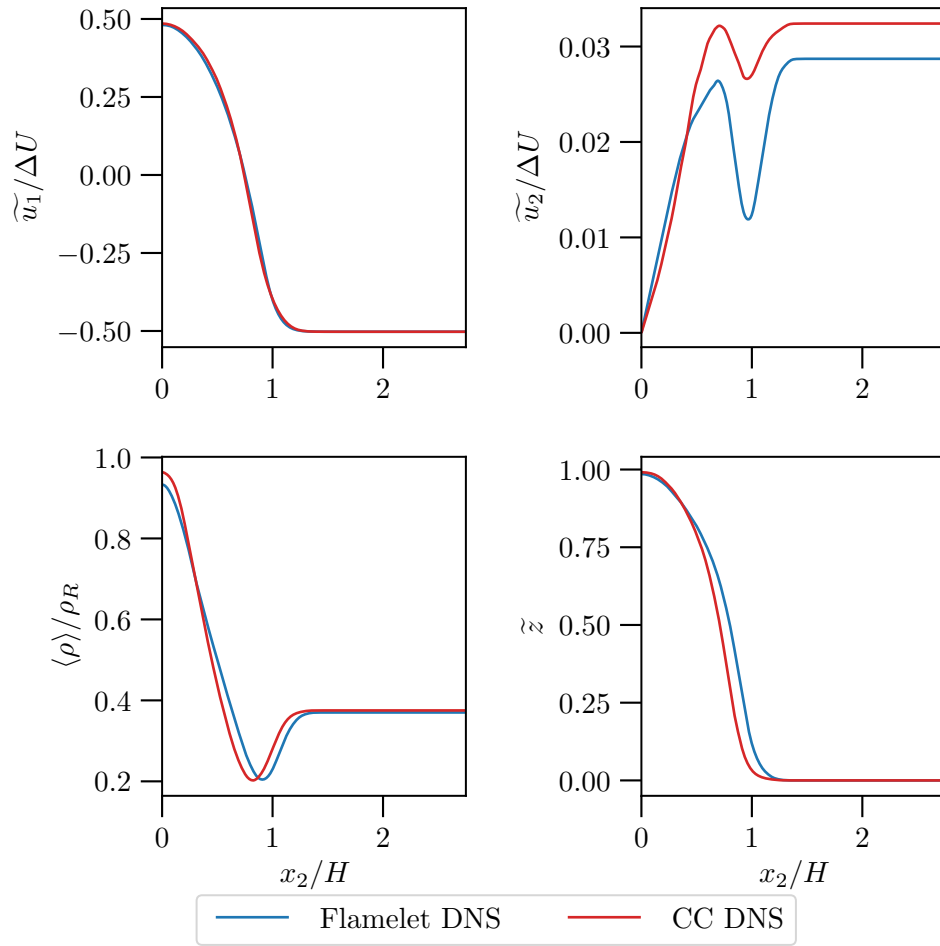 0.50
0.25
0.00
−0.25
−0.50
$\widetilde{u_1}/\Delta U$
0 1 2
0.03
0.02
0.01
0.00
$\widetilde{u_2}/\Delta U$
0 1 2
1.0
0.8
0.6
0.4
0.2
$\langle\rho\rangle/\rho_R$
0 1 2
$x_2/H$
1.00
0.75
0.50
0.25
0.00
$\widetilde{z}$
0 1 2
$x_2/H$
Flamelet DNS CC DNS